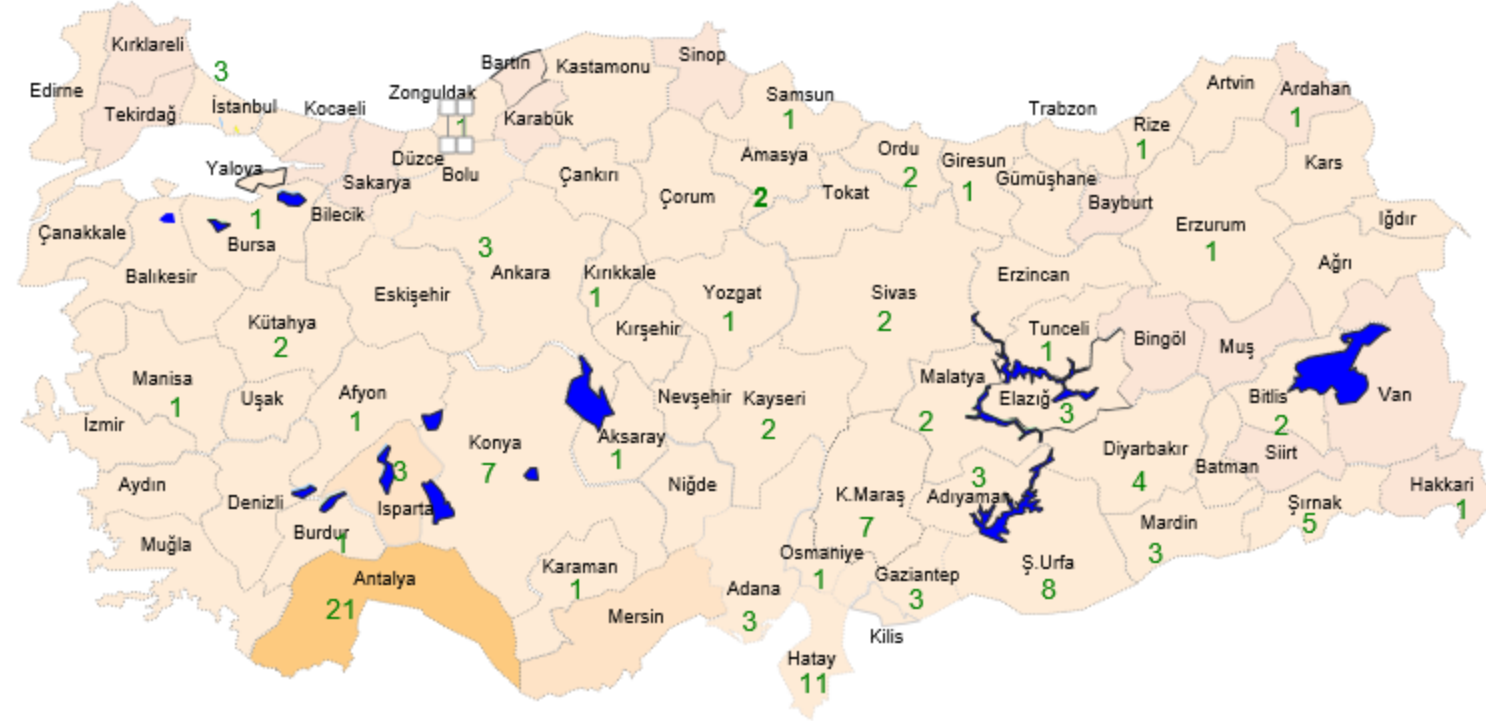 Kırklareli
Edirne
Tekirdağ
3
İstanbul
Kocaeli
Yalova
Sakarya
Düzce
Zonguldak
1
Bolu
Bartın
Karabük
Kastamonu
Sinop
Samsun
1
Amasya
2
Tokat
Ordu
2
Giresun
1
Gümüşhane
Trabzon
Rize
1
Artvin
Ardahan
1
Kars
Bayburt
Erzurum
1
Iğdır
Ağrı
Çanakkale
Balıkesir
1
Bursa
Bilecik
Eskişehir
Kütahya
2
3
Ankara
Çankırı
Çorum
Kırıkkale
1
Kırşehir
Yozgat
1
Sivas
2
Erzincan
Tunceli
1
Bingöl
Muş
Bitlis
2
Van
Manisa
1
İzmir
Uşak
Afyon
1
Konya
7
Aksaray
1
Nevşehir
Kayseri
2
Malatya
2
Elazığ
3
Diyarbakır
4
Batman
Siirt
Şırnak
5
Hakkari
1
Aydın
Denizli
Muğla
Burdur
1
3
Isparta
Antalya
21
Karaman
1
Mersin
Niğde
Adana
3
Osmaniye
1
K.Maraş
7
3
Adıyaman
Gaziantep
3
Kilis
Hatay
11
Ş.Urfa
8
Mardin
3